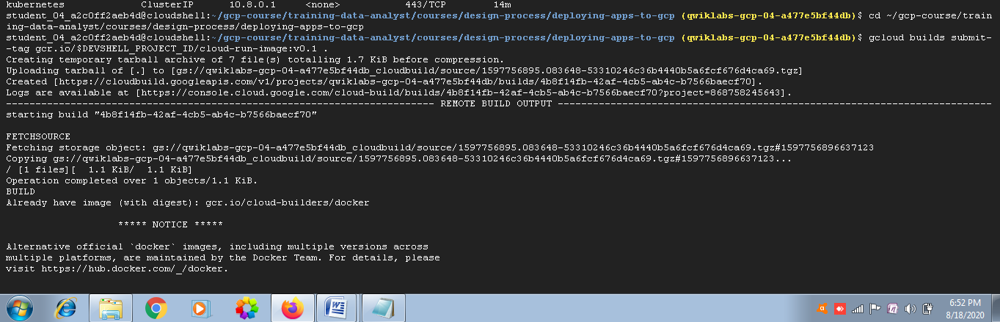 kubernetes ClusterIP 10.8.0.1 <none> 443/TCP 14m
student_04_a2c0ff2aeb4d@cloudshell:~/gcp-course/training-data-analyst/courses/design-process/deploying-apps-to-gcp (qwiklabs-gcp-04-a477e5bf44db)$ cd ~/gcp-course/train
ing-data-analyst/courses/design-process/deploying-apps-to-gcp
student_04_a2c0ff2aeb4d@cloudshell:~/gcp-course/training-data-analyst/courses/design-process/deploying-apps-to-gcp (qwiklabs-gcp-04-a477e5bf44db)$ gcloud builds submit-
-tag gcr.io/$DEVSHELL_PROJECT_ID/cloud-run-image:v0.1 .
Creating temporary tarball archive of 7 file(s) totalling 1.7 KiB before compression.
Uploading tarball of [.] to [gs://qwiklabs-gcp-04-a477e5bf44db_cloudbuild/source/1597756895.083648-53310246c36b4440b5a6fcf676d4ca69.tgz]
Created [https://cloudbuild.googleapis.com/v1/projects/qwiklabs-gcp-04-a477e5bf44db/builds/4b8f14fb-42af-4cb5-ab4c-b7566baecf70].
Logs are available at [https://console.cloud.google.com/cloud-build/builds/4b8f14fb-42af-4cb5-ab4c-b7566baecf70?project=868758245643].
------------------------------------------------------------------------- REMOTE BUILD OUTPUT --------------------------------------------------------------------------
starting build "4b8f14fb-42af-4cb5-ab4c-b7566baecf70"
FETCHSOURCE
Fetching storage object: gs://qwiklabs-gcp-04-a477e5bf44db_cloudbuild/source/1597756895.083648-53310246c36b4440b5a6fcf676d4ca69.tgz#1597756896637123
Copying gs://qwiklabs-gcp-04-a477e5bf44db_cloudbuild/source/1597756895.083648-53310246c36b4440b5a6fcf676d4ca69.tgz#1597756896637123...
/ [1 files][ 1.1 KiB/ 1.1 KiB]
Operation completed over 1 objects/1.1 KiB.
BUILD
Already have image (with digest): gcr.io/cloud-builders/docker
***** NOTICE *****
Alternative official `docker` images, including multiple versions across
multiple platforms, are maintained by the Docker Team. For details, please
visit https://hub.docker.com/_/docker.
6:52 PM
8/18/2020